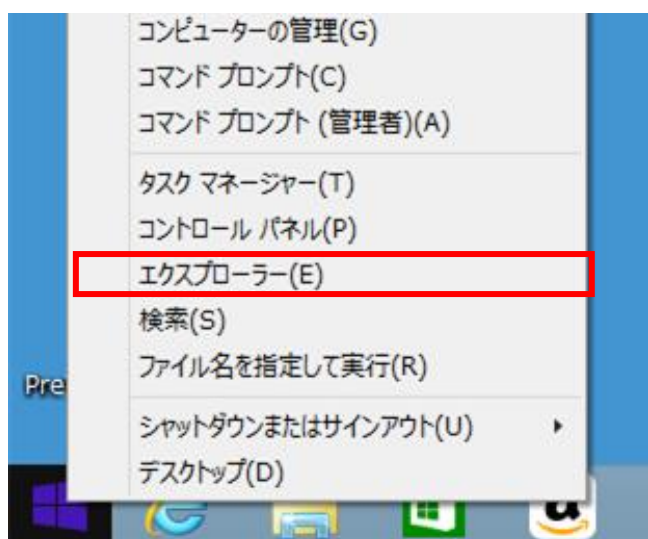 コンピューターの管理(G)
コマンド プロンプト(C)
コマンド プロンプト (管理者)(A)
タスク マネージャー(T)
コントロール パネル(P)
エクスプローラー(E)
検索(S)
ファイル名を指定して実行(R)
Pre
シャットダウンまたはサインアウト(U)
デスクトップ(D)